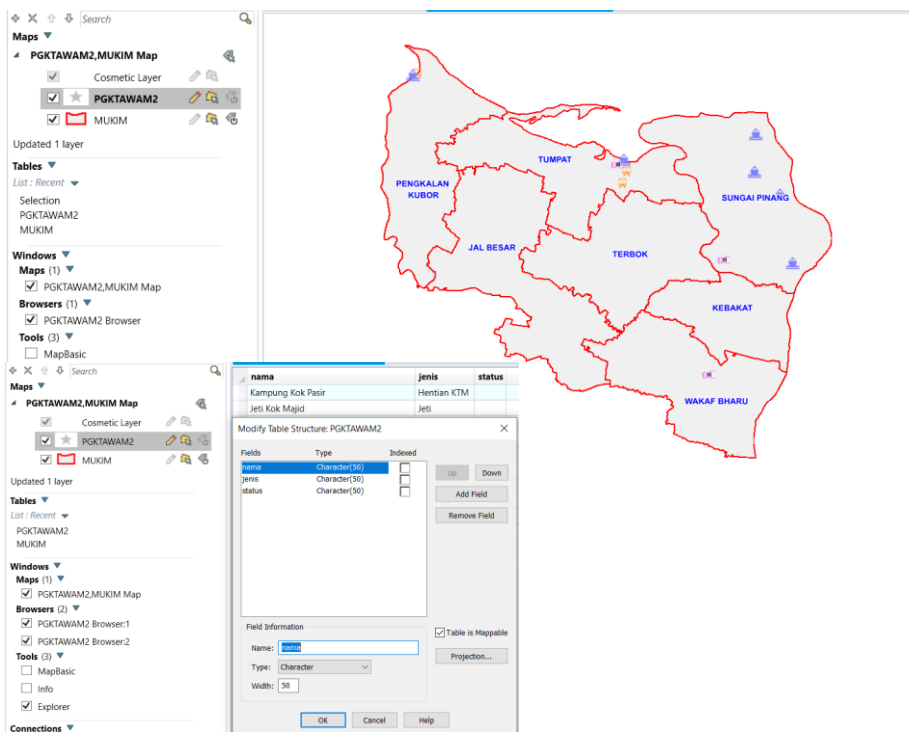 Search
Maps
PGKTAWAM2,MUKIM Map
Cosmetic Layer
PGKTAWAM2
MUKIM
Updated 1 layer
Tables
List : Recent
Selection
PGKTAWAM2
MUKIM
Windows
Maps (1)
PGKTAWAM2,MUKIM Map
Browsers (1)
PGKTAWAM2 Browser
Tools (3)
MapBasic
TUMPAT
PENGKALAN
KUBOR
SUNGAI PINANG
JAL BESAR
TERBOK
KEBAKAT
WAKAF BHARU
Search
Maps
PGKTAWAM2,MUKIM Map
Cosmetic Layer
PGKTAWAM2
MUKIM
Updated 1 layer
Tables
List : Recent
PGKTAWAM2
MUKIM
Windows
Maps (1)
PGKTAWAM2,MUKIM Map
Browsers (2)
PGKTAWAM2 Browser:1
PGKTAWAM2 Browser:2
Tools (3)
MapBasic
Info
Explorer
Connections
nama jenis status
Kampung Kok Pasir Hentian KTM
Jeti Kok Majid Jeti
Modify Table Structure: PGKTAWAM2
Fields Type Indexed
nama Character(50)
jenis Character(50)
status Character(50)
Up Down
Add Field
Remove Field
Field Information
Table is Mappable
Name: nama
Projection...
Type: Character
Width: 50
OK Cancel Help